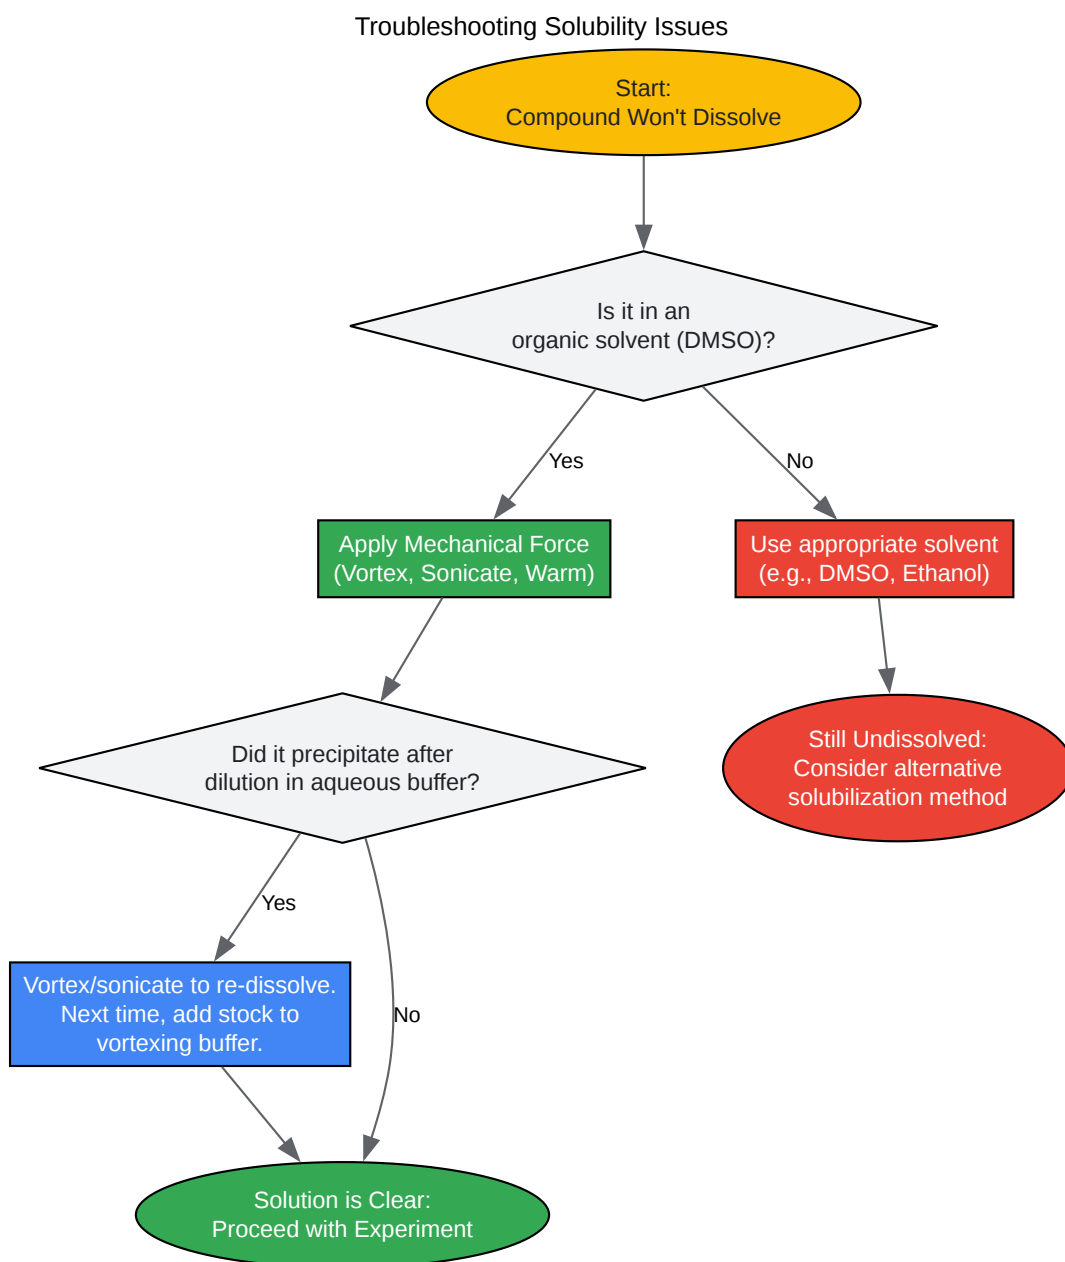 Troubleshooting Solubility Issues
Start:
Compound Won't Dissolve
Is it in an
organic solvent (DMSO)?
Yes
No
Apply Mechanical Force
(Vortex, Sonicate, Warm)
Use appropriate solvent
(e.g., DMSO, Ethanol)
Did it precipitate after
dilution in aqueous buffer?
Still Undissolved:
Consider alternative
solubilization method
Yes
No
Vortex/sonicate to re-dissolve.
Next time, add stock to
vortexing buffer.
Solution is Clear:
Proceed with Experiment